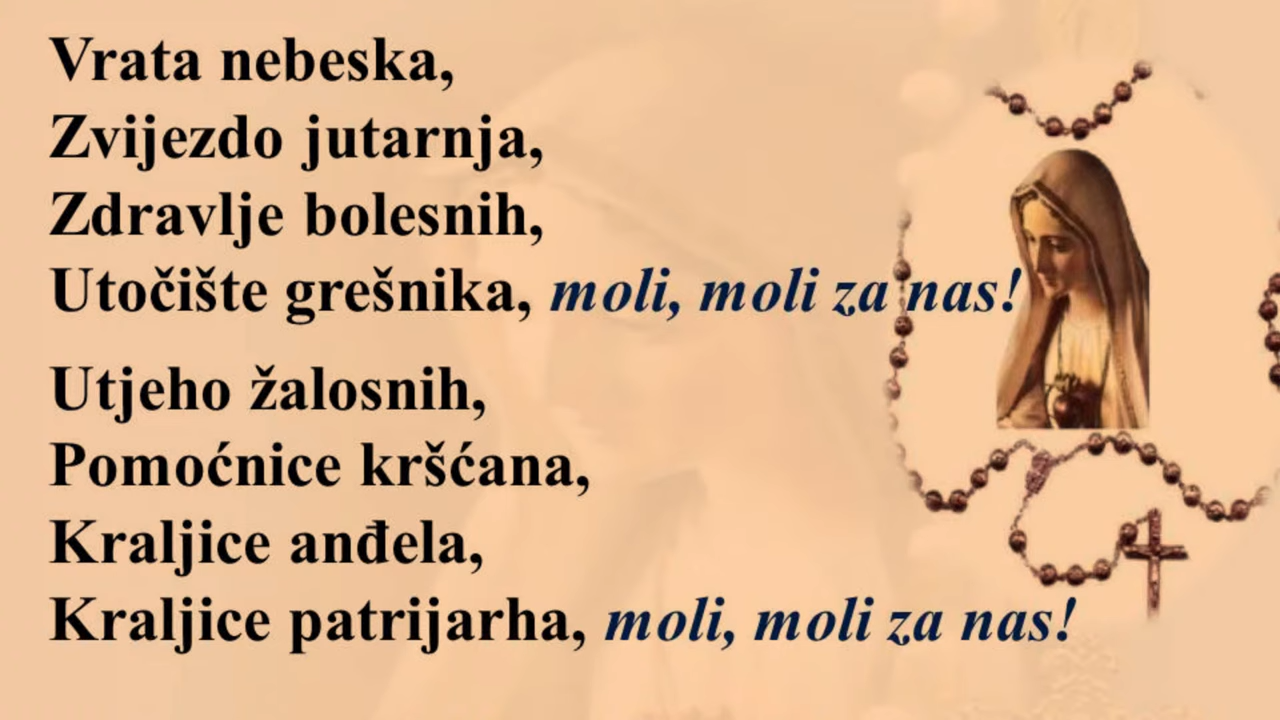 Vrata nebeska,
Zvijezdo jutarnja,
Zdravlje bolesnih,
Utočište grešnika, moli, moli za nas!
Utjeho žalosnih,
Pomoćnice kršćana,
Kraljice anđela,
Kraljice patrijarha, moli, moli za nas!